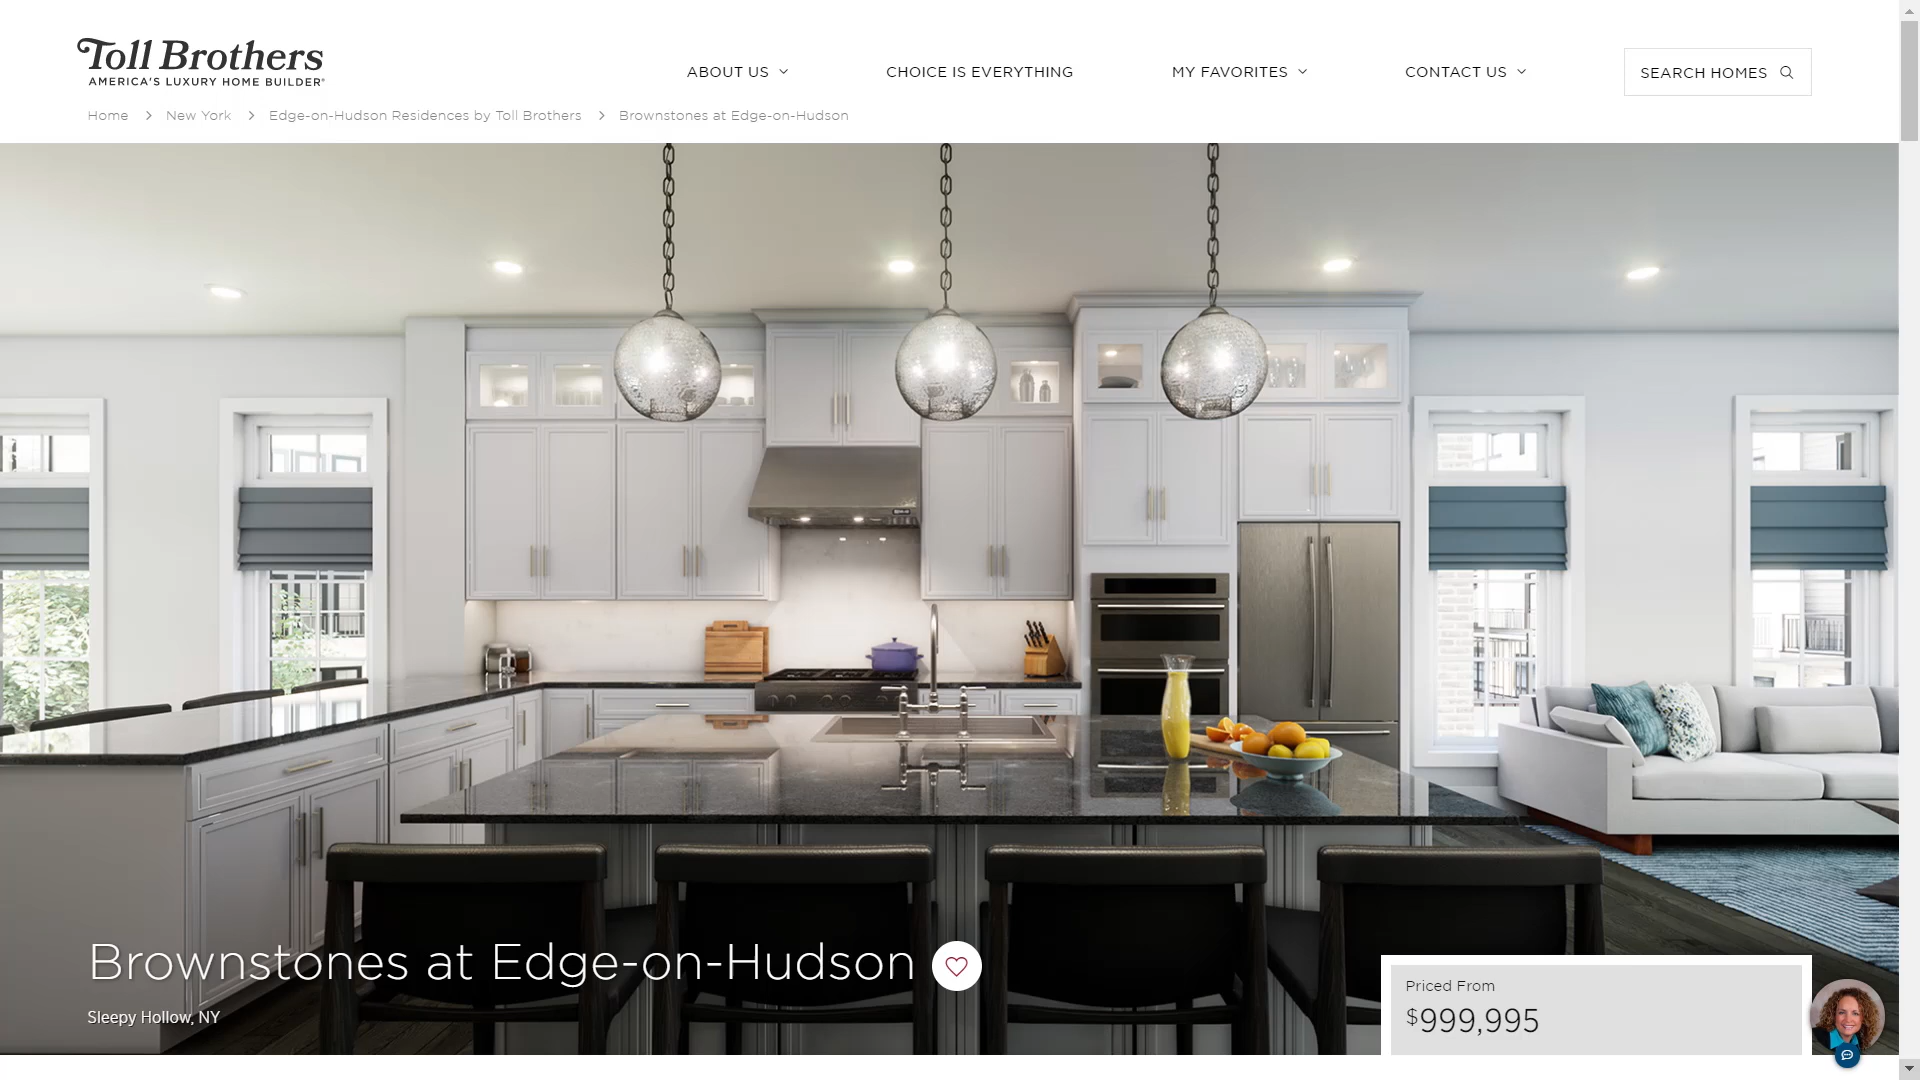 Toll Brothers
AMERICA'S LUXURY HOME BUILDER®
ABOUT US
CHOICE IS EVERYTHING
MY FAVORITES
CONTACT US
SEARCH HOMES
Home > New York > Edge-on-Hudson Residences by Toll Brothers > Brownstones at Edge-on-Hudson
Brownstones at Edge-on-Hudson
Sleepy Hollow, NY
Priced From
$999,995